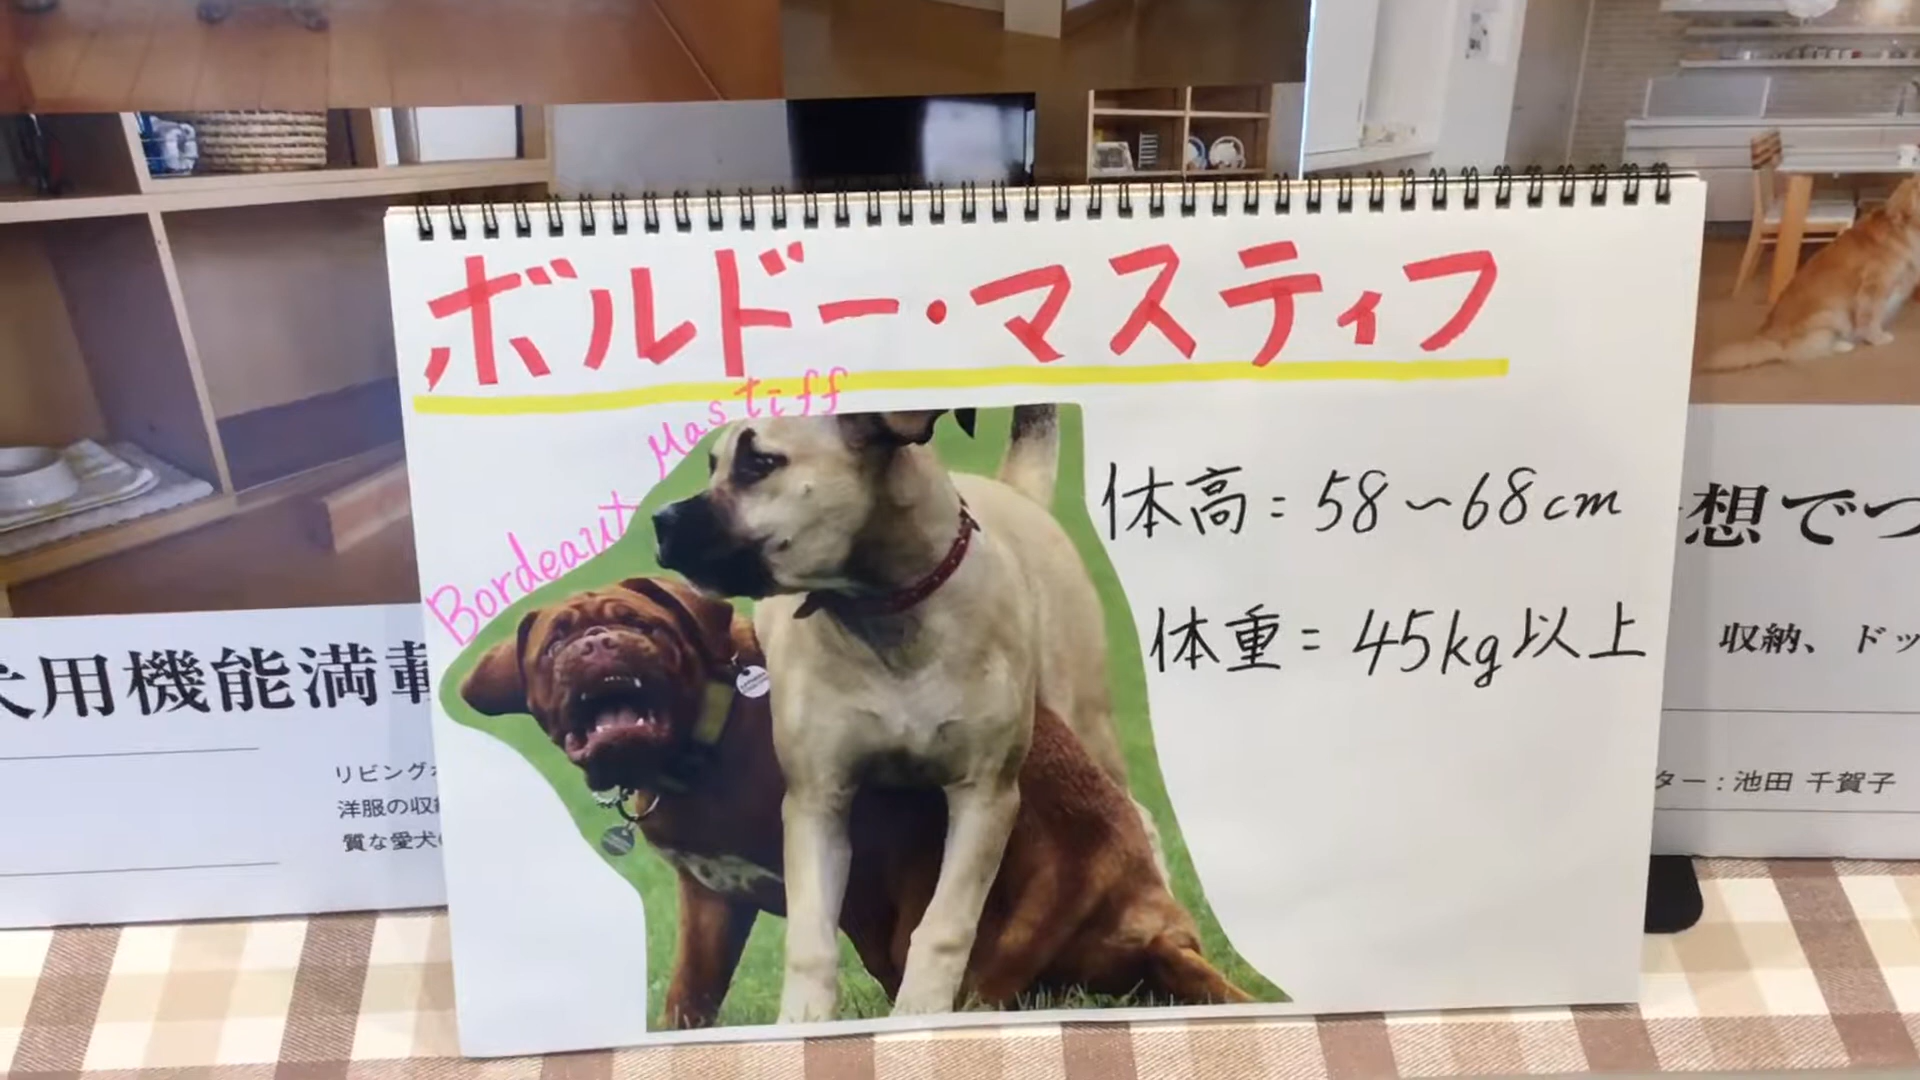 ボルドー・マスティフ
Bordeaut Mastiff
体高=58~68cm
体重=45kg以上
犬用機能満載
リビング
洋服の収納
質な愛犬
想でつ
収納、ドッ
ター:池田 千賀子